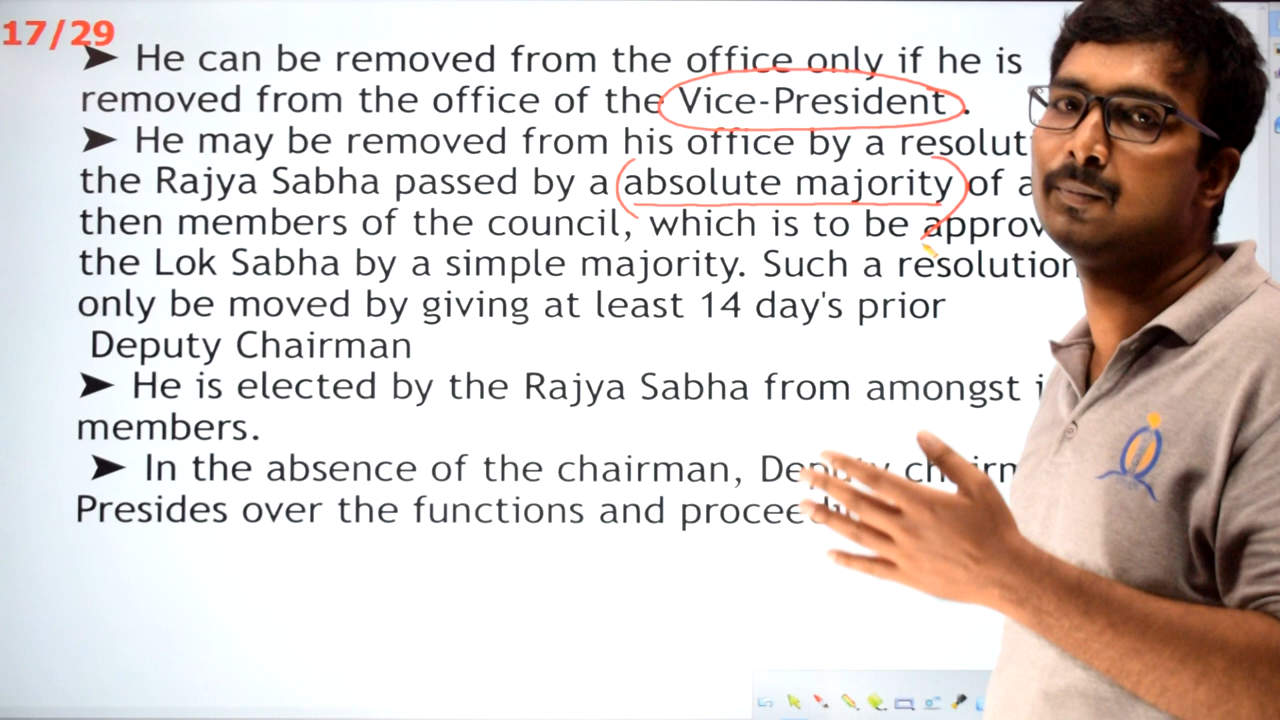 17/29
➤ He can be removed from the office only if he is
removed from the office of the Vice-President .
➤ He may be removed from his office by a
the Rajya Sabha passed by a absolute majority of
then members of the council, which is to be
the Lok Sabha by a simple majority. Such a resolution
only be moved by giving at least 14 day's prior
Deputy Chairman
➤ He is elected by the Rajya Sabha from amongst
members.
➤ In the absence of the chairman,
Presides over the functions and